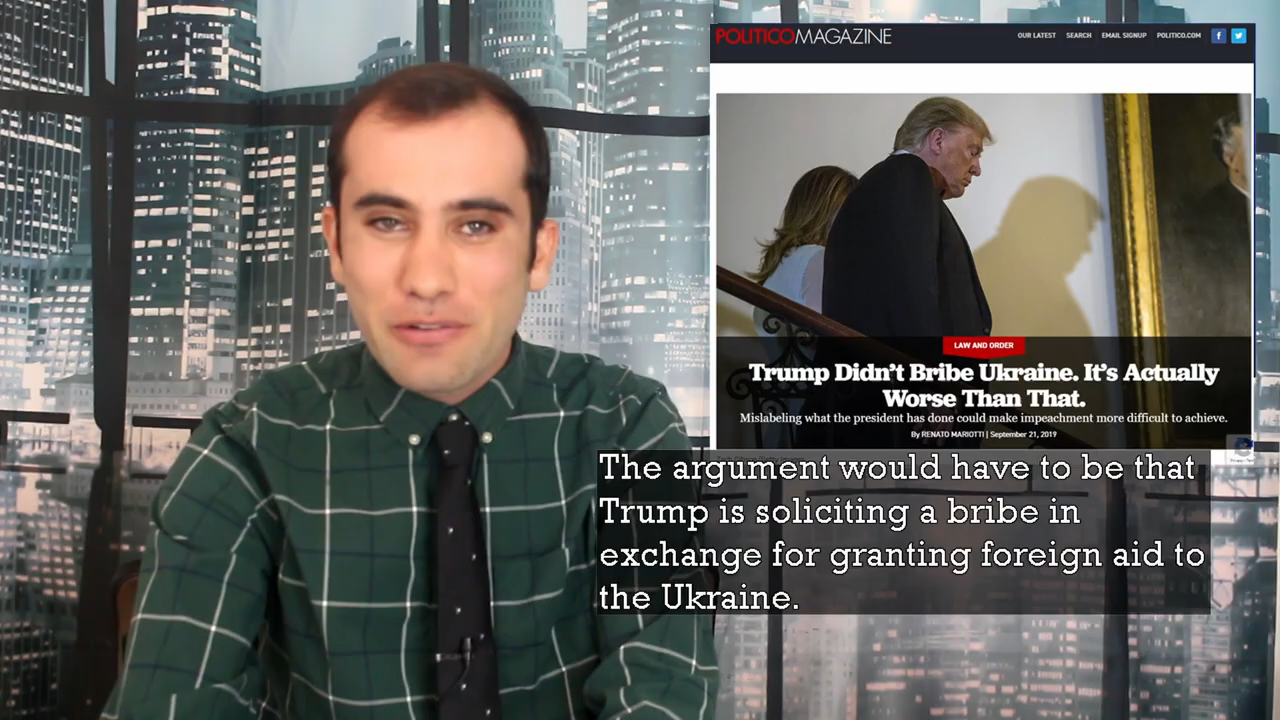 POLITICOMAGAZINE
OUR LATEST SEARCH EMAIL SIGNUP POLITICO.COM
LAW AND ORDER
Trump Didn't Bribe Ukraine. It's Actually
Worse Than That.
Mislabeling what the president has done could make impeachment more difficult to achieve.
By RENATO MARIOTTI | September 21, 2019
The argument would have to be that
Trump is soliciting a bribe in
exchange for granting foreign aid to
the Ukraine.